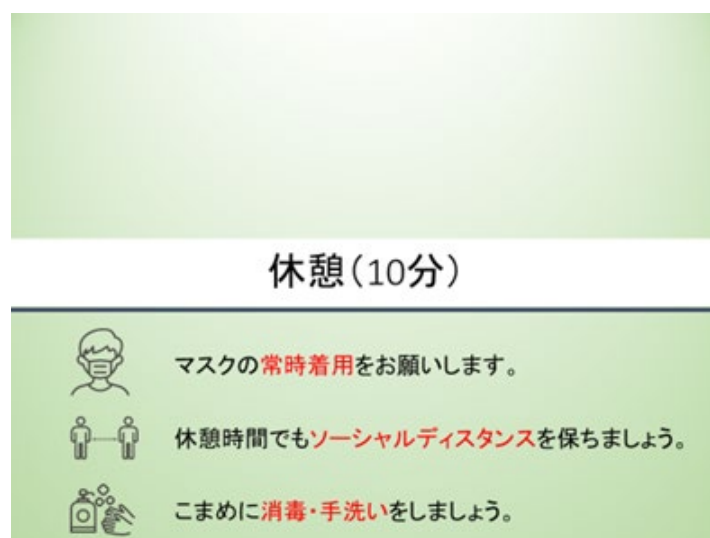 休憩（10分）
マスクの常時着用をお願いします。
休憩時間でもソーシャルディスタンスを保ちましょう。
こまめに消毒・手洗いをしましょう。